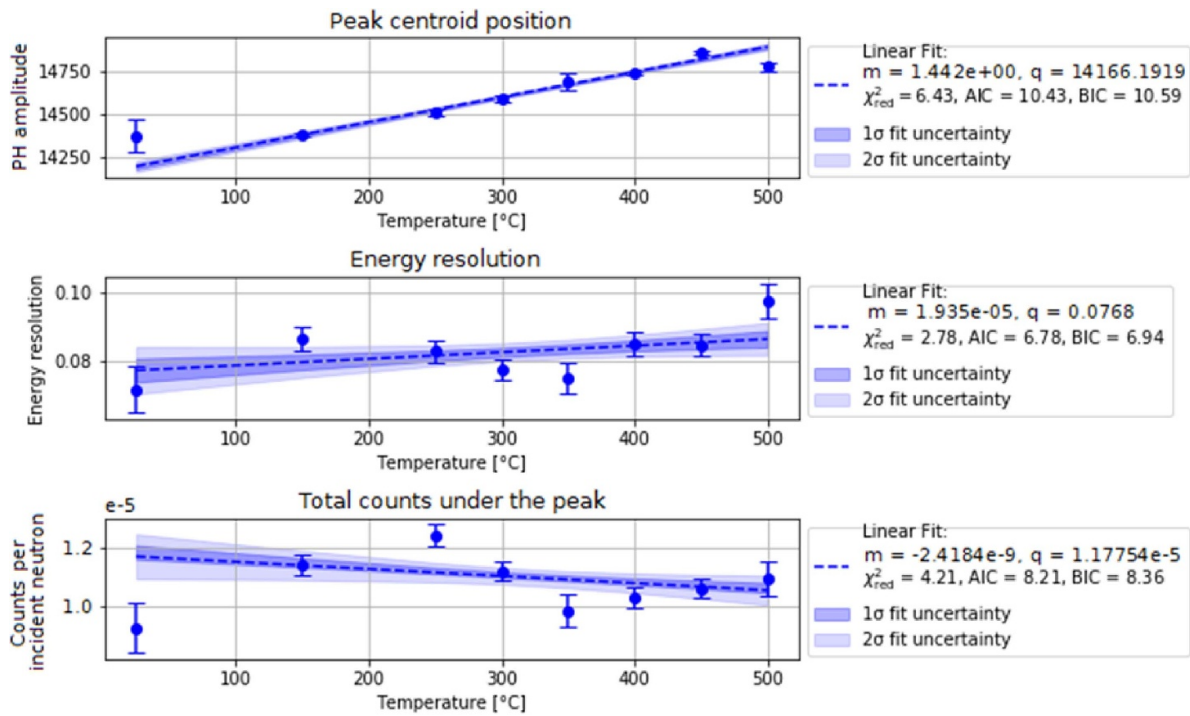 Peak centroid position
PH amplitude
14750
14500
14250
100 200 300 400 500
Temperature [°C]
Linear Fit:
m = 1.442e+00, q = 14166.1919
χ²red = 6.43, AIC = 10.43, BIC = 10.59
1σ fit uncertainty
2σ fit uncertainty
Energy resolution
Energy resolution
0.10
0.08
100 200 300 400 500
Temperature [°C]
Linear Fit:
m = 1.935e-05, q = 0.0768
χ²red = 2.78, AIC = 6.78, BIC = 6.94
1σ fit uncertainty
2σ fit uncertainty
Total counts under the peak
e-5
Counts per
incident neutron
1.2
1.0
100 200 300 400 500
Temperature [°C]
Linear Fit:
m = -2.4184e-9, q = 1.17754e-5
χ²red = 4.21, AIC = 8.21, BIC = 8.36
1σ fit uncertainty
2σ fit uncertainty